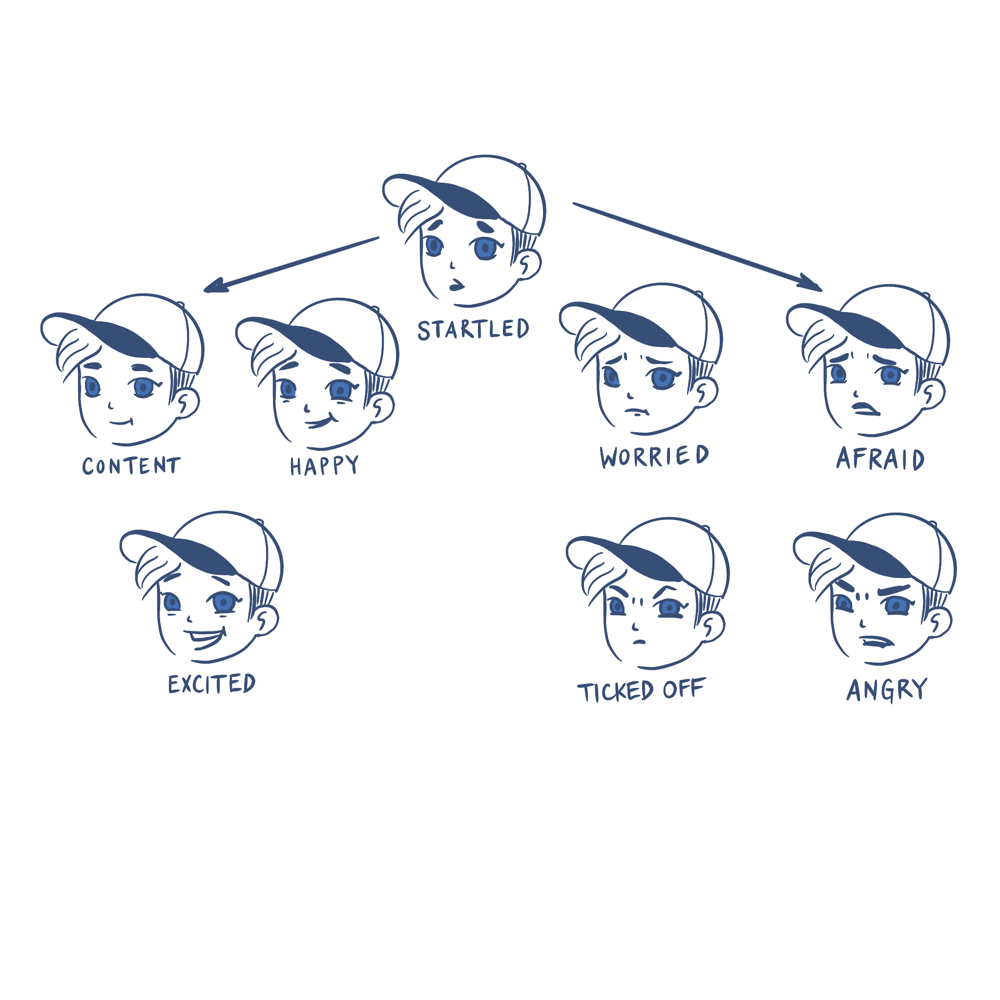 STARTLED
CONTENT
HAPPY
WORRIED
AFRAID
EXCITED
TICKED OFF
ANGRY